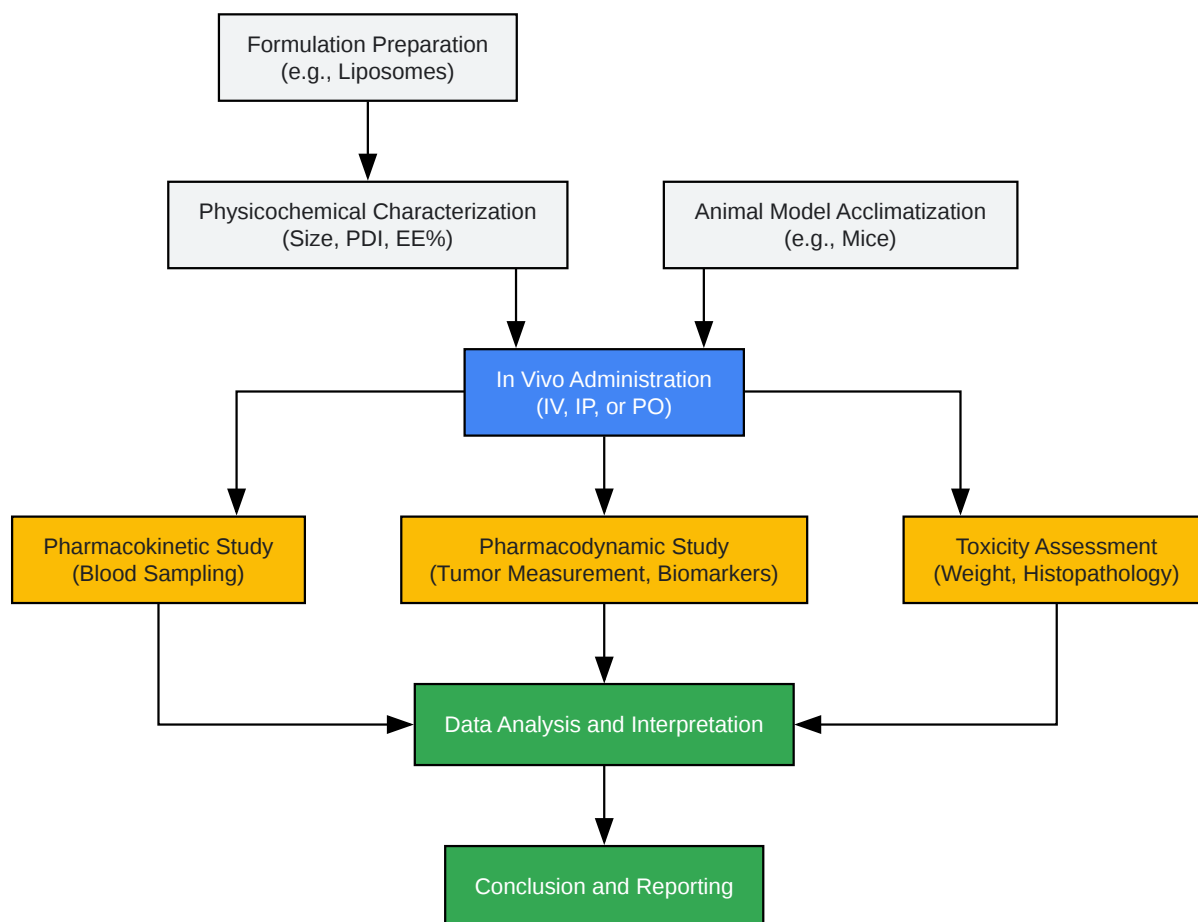 Formulation Preparation
(e.g., Liposomes)
Physicochemical Characterization
(Size, PDI, EE%)
Animal Model Acclimatization
(e.g., Mice)
In Vivo Administration
(IV, IP, or PO)
Pharmacokinetic Study
(Blood Sampling)
Pharmacodynamic Study
(Tumor Measurement, Biomarkers)
Toxicity Assessment
(Weight, Histopathology)
Data Analysis and Interpretation
Conclusion and Reporting